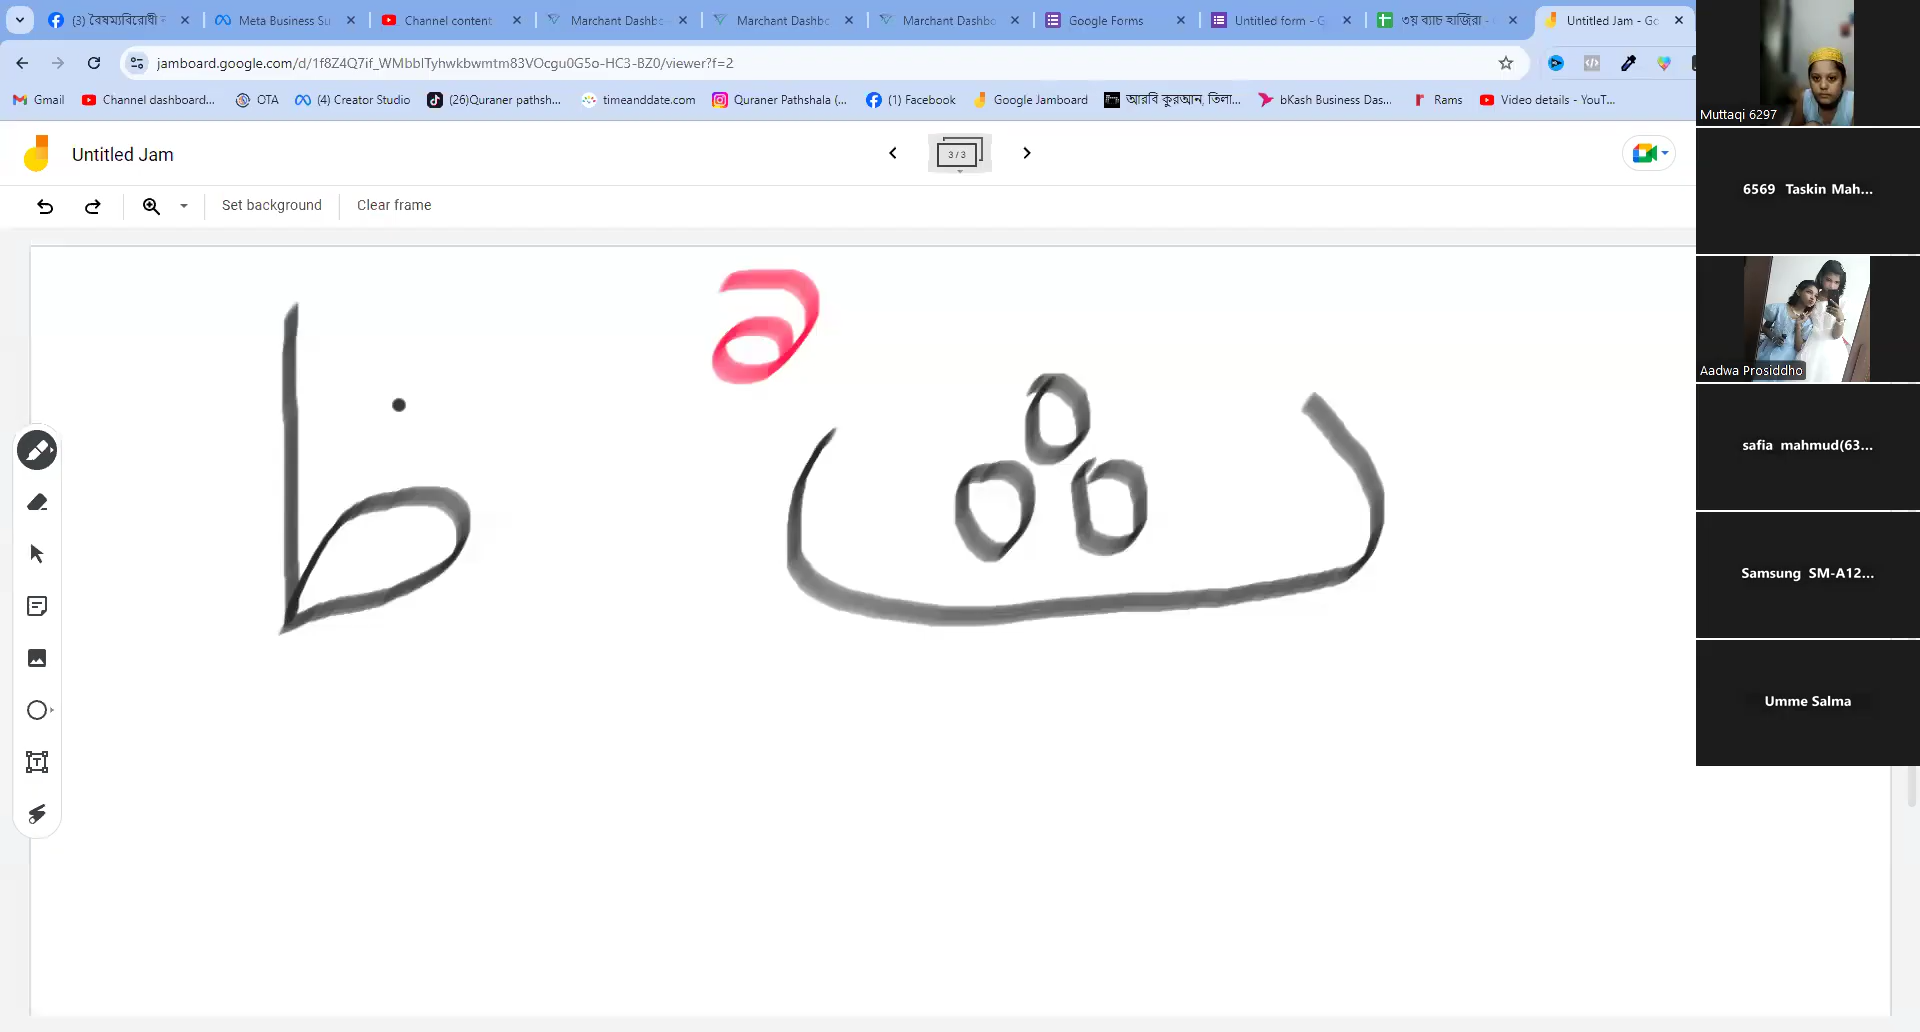 (3) বৈষম্যবিরোধী
Meta Business Su
Channel content
Marchant Dashbo
Marchant Dashbo
Marchant Dashbo
Google Forms
Untitled form - G
৩য় ব্যাচ হাজিরা -
Untitled Jam - Go
jamboard.google.com/d/1f8Z4Q7if_WMbbITyhwkbwmtm83VOcgu0G5o-HC3-BZ0/viewer?f=2
Gmail
Channel dashboard...
OTA
(4) Creator Studio
(26)Quraner pathsh...
timeanddate.com
Quraner Pathshala (...
(1) Facebook
Google Jamboard
আরবি কুরআন, তিলা...
bKash Business Das...
Rams
Video details - YouT...
Untitled Jam
3 / 3
Set background
Clear frame
Muttaqi 6297
6569 Taskin Mah...
Aadwa Prosiddho
safia mahmud(63...
Samsung SM-A12...
Umme Salma